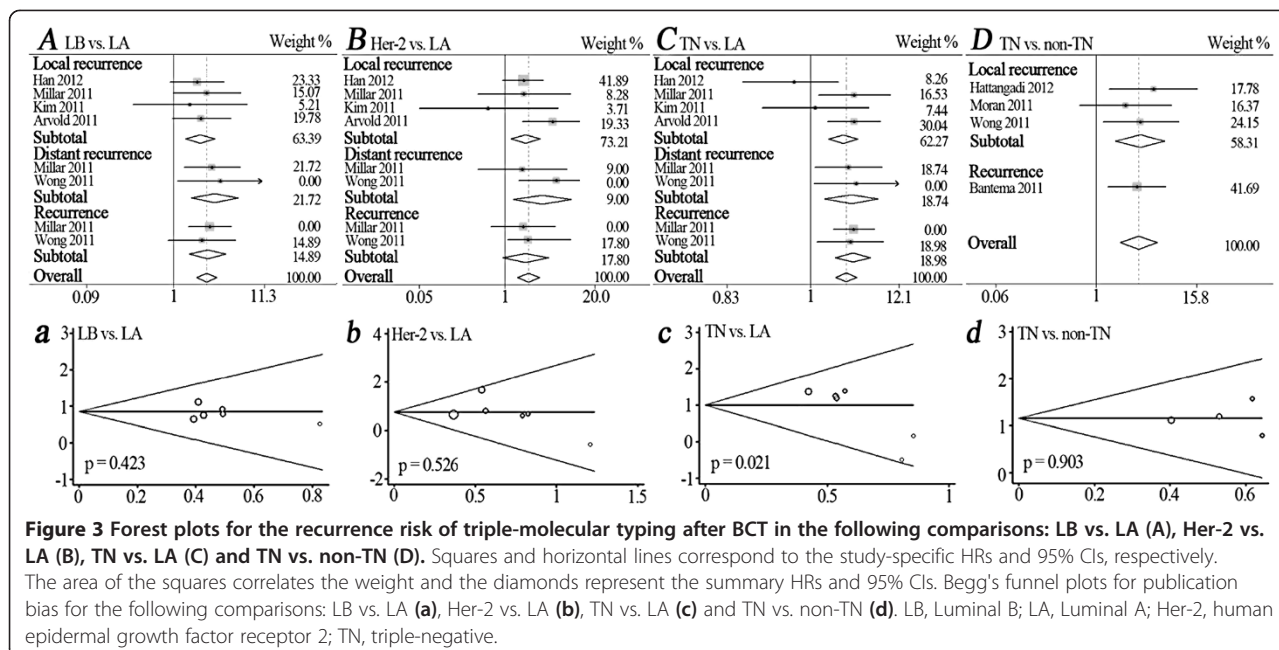 A LB vs. LA Weight %
Local recurrence
Han 2012 23.33
Millar 2011 15.07
Kim 2011 5.21
Arvold 2011 19.78
Subtotal 63.39
Distant recurrence
Millar 2011 21.72
Wong 2011 0.00
Subtotal 21.72
Recurrence
Millar 2011 0.00
Wong 2011 14.89
Subtotal 14.89
Overall 100.00
0.09 1 11.3
B Her-2 vs. LA Weight %
Local recurrence
Han 2012 41.89
Millar 2011 8.28
Kim 2011 3.71
Arvold 2011 19.33
Subtotal 73.21
Distant recurrence
Millar 2011 9.00
Wong 2011 0.00
Subtotal 9.00
Recurrence
Millar 2011 0.00
Wong 2011 17.80
Subtotal 17.80
Overall 100.00
0.05 1 20.0
C TN vs. LA Weight %
Local recurrence
Han 2012 8.26
Millar 2011 16.53
Kim 2011 7.44
Arvold 2011 30.04
Subtotal 62.27
Distant recurrence
Millar 2011 18.74
Wong 2011 0.00
Subtotal 18.74
Recurrence
Millar 2011 0.00
Wong 2011 18.98
Subtotal 18.98
Overall 100.00
0.83 1 12.1
D TN vs. non-TN Weight %
Local recurrence
Hattangadi 2012 17.78
Moran 2011 16.37
Wong 2011 24.15
Subtotal 58.31
Recurrence
Bantema 2011 41.69
Overall 100.00
0.06 1 15.8
a LB vs. LA
3
2
1
0
-1
p = 0.423
0 0.2 0.4 0.6 0.8
b Her-2 vs. LA
4
2
0
-2
p = 0.526
0 0.5 1 1.5
c TN vs. LA
3
2
1
0
-1
p = 0.021
0 0.5 1
d TN vs. non-TN
3
2
1
0
p = 0.903
0 0.2 0.4 0.6
Figure 3 Forest plots for the recurrence risk of triple-molecular typing after BCT in the following comparisons: LB vs. LA (A), Her-2 vs.
LA (B), TN vs. LA (C) and TN vs. non-TN (D). Squares and horizontal lines correspond to the study-specific HRs and 95% CIs, respectively.
The area of the squares correlates the weight and the diamonds represent the summary HRs and 95% CIs. Begg's funnel plots for publication
bias for the following comparisons: LB vs. LA (a), Her-2 vs. LA (b), TN vs. LA (c) and TN vs. non-TN (d). LB, Luminal B; LA, Luminal A; Her-2, human
epidermal growth factor receptor 2; TN, triple-negative.